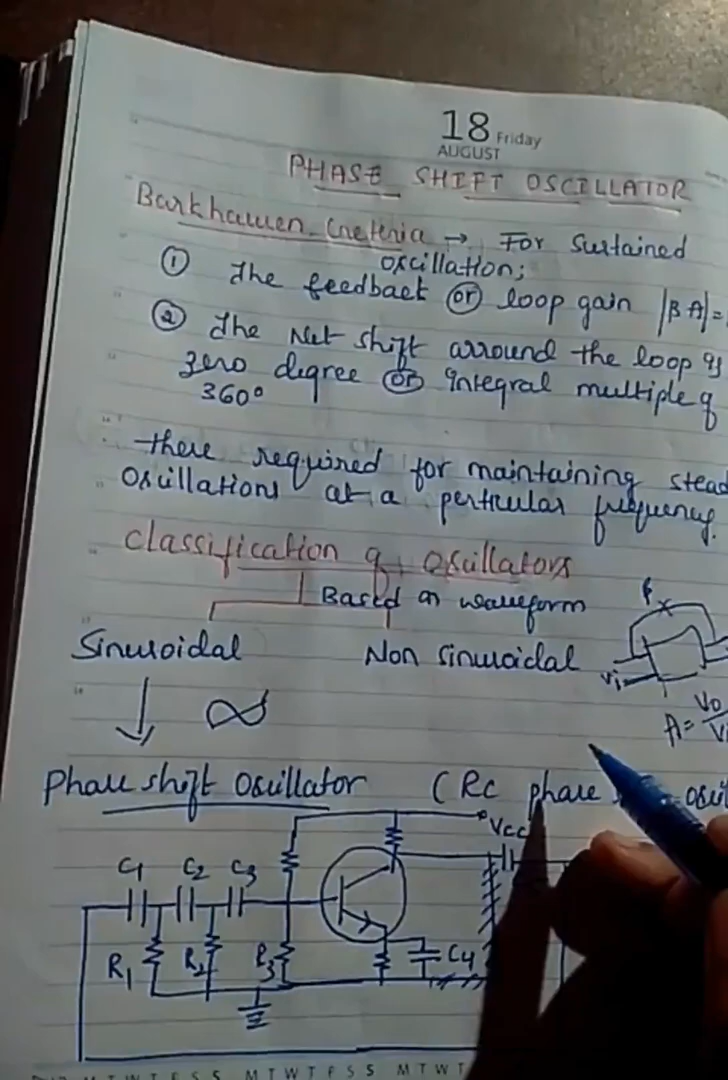 18 Friday
AUGUST
PHASE SHIFT OSCILLATOR
Barkhausen Creteria → For Sustained
oscillation;
① The feedback or loop gain |βA|=
② The Net shift arround the loop is
zero degree or integral multiple of
360°
these required for maintaining stead
Oscillations at a perticular frequency.
classification of Oscillators
Based on waveform
Sinusoidal Non sinusoidal
Vi
A = Vo
Vi
Phase shift Oscillator (RC phase
Vcc
C1 C2 C3
R1 R2 R3 C4
M T W T F S S M T W T F S S M T W T